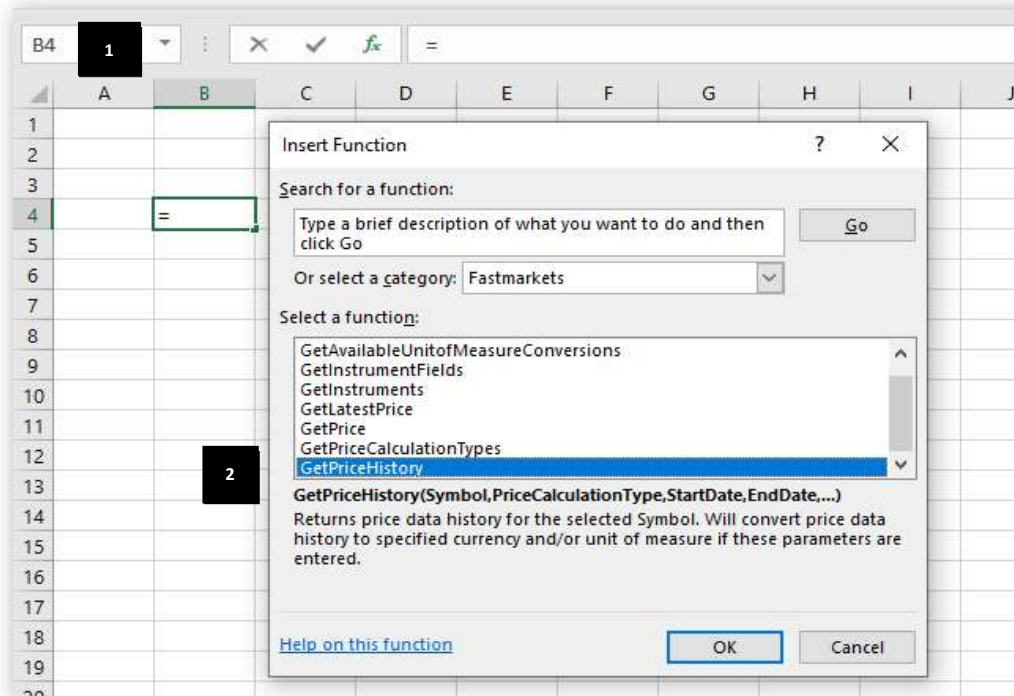 B4
1
fx
=
A B C D E F G H I J
1
2
3
4
=
5
6
7
8
9
10
11
12
13
14
15
16
17
18
19
20
Insert Function
?
Search for a function:
Type a brief description of what you want to do and then
click Go
Go
Or select a category: Fastmarkets
Select a function:
GetAvailableUnitofMeasureConversions
GetInstrumentFields
GetInstruments
GetLatestPrice
GetPrice
GetPriceCalculationTypes
GetPriceHistory
2
GetPriceHistory(Symbol,PriceCalculationType,StartDate,EndDate,...)
Returns price data history for the selected Symbol. Will convert price data
history to specified currency and/or unit of measure if these parameters are
entered.
Help on this function
OK
Cancel